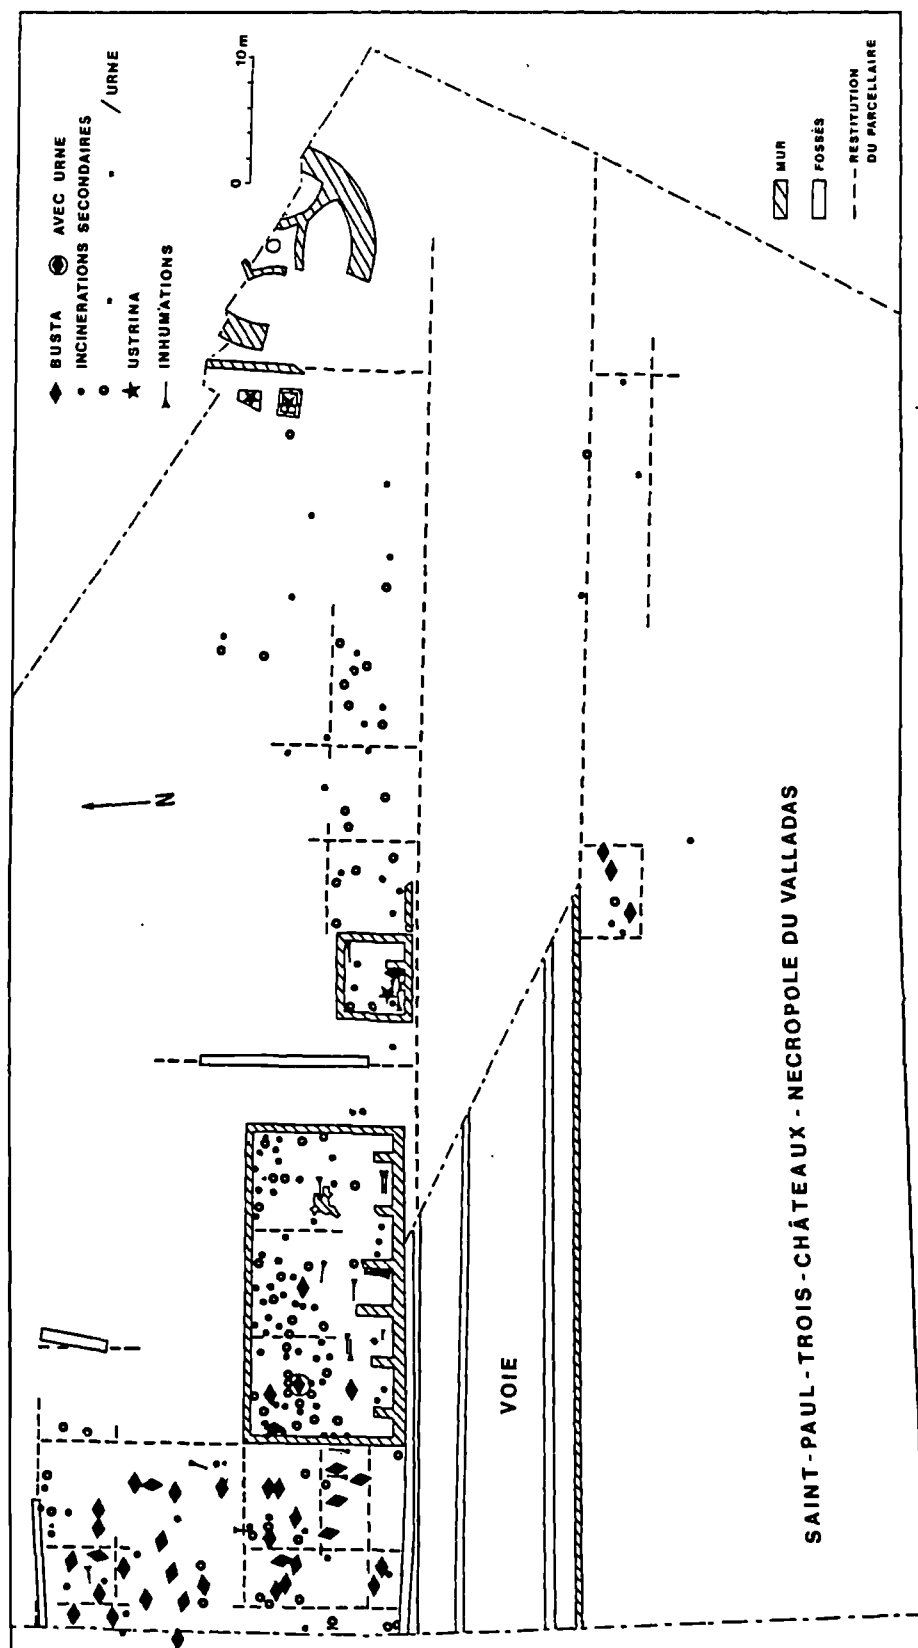 BUSTA
AVEC URNE
INCINERATIONS SECONDAIRES
" " / URNE
USTRINA
INHUMATIONS
0 10m
MUR
FOSSÉS
RESTITUTION
DU PARCELLAIRE
N
VOIE
SAINT-PAUL-TROIS-CHÂTEAUX - NECROPOLE DU VALLADAS